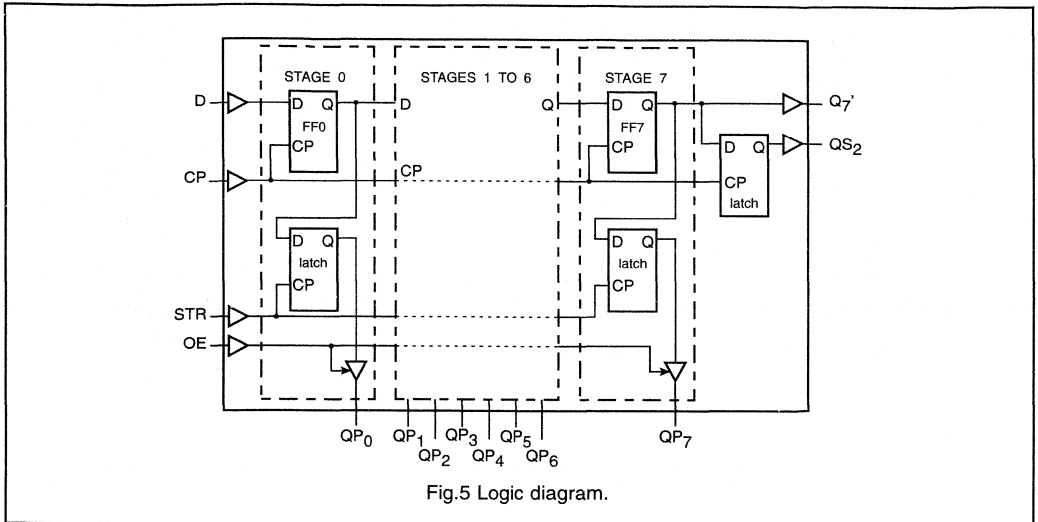 STAGE 0 STAGES 1 TO 6 STAGE 7
D D Q D Q D Q Q7'
FF0 FF7
D Q QS2
CP CP
CP CP CP
latch
D Q D Q
latch latch
CP CP
STR
OE
QP0 QP1 QP3 QP5 QP7
QP2 QP4 QP6
Fig.5 Logic diagram.